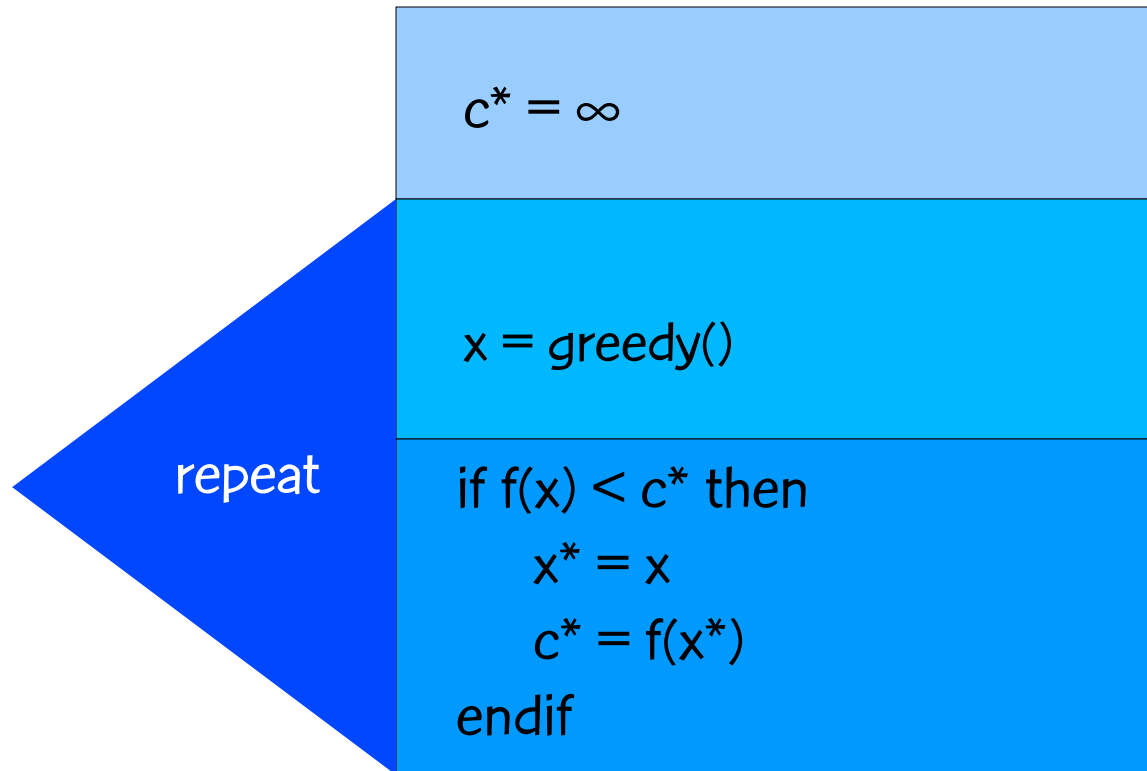 c* = ∞
x = greedy()
repeat
if f(x) < c* then
x* = x
c* = f(x*)
endif